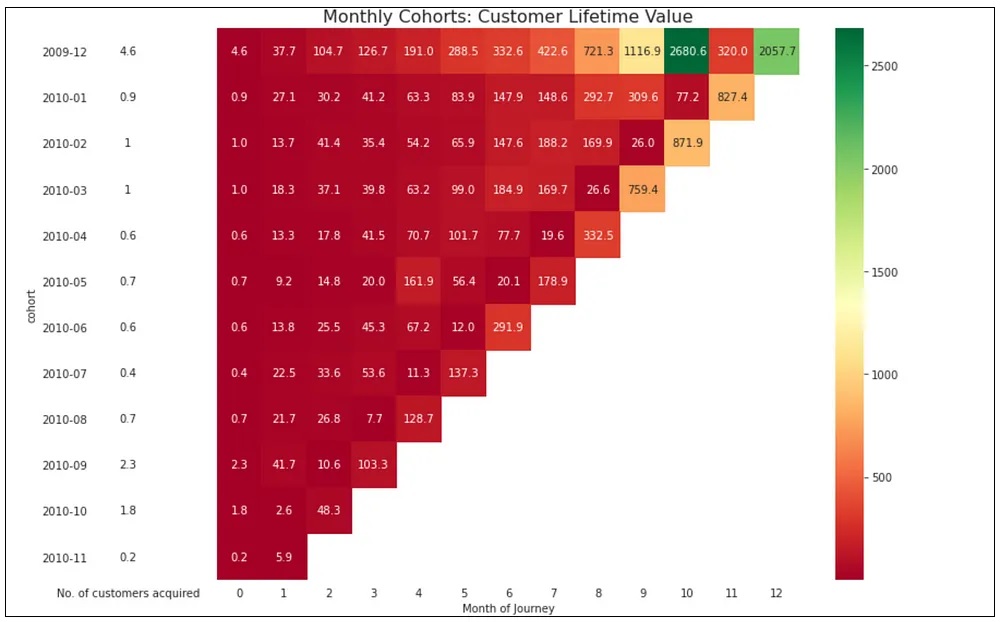 Monthly Cohorts: Customer Lifetime Value
2009-12 4.6 4.6 37.7 104.7 126.7 191.0 288.5 332.6 422.6 721.3 1116.9 2680.6 320.0 2057.7
2010-01 0.9 0.9 27.1 30.2 41.2 63.3 83.9 147.9 148.6 292.7 309.6 77.2 827.4
2010-02 1 1.0 13.7 41.4 35.4 54.2 65.9 147.6 188.2 169.9 26.0 871.9
2010-03 1 1.0 18.3 37.1 39.8 63.2 99.0 184.9 169.7 26.6 759.4
2010-04 0.6 0.6 13.3 17.8 41.5 70.7 101.7 77.7 19.6 332.5
2010-05 0.7 0.7 9.2 14.8 20.0 161.9 56.4 20.1 178.9
2010-06 0.6 0.6 13.8 25.5 45.3 67.2 12.0 291.9
2010-07 0.4 0.4 22.5 33.6 53.6 11.3 137.3
2010-08 0.7 0.7 21.7 26.8 7.7 128.7
2010-09 2.3 2.3 41.7 10.6 103.3
2010-10 1.8 1.8 2.6 48.3
2010-11 0.2 0.2 5.9
cohort
No. of customers acquired 0 1 2 3 4 5 6 7 8 9 10 11 12
Month of Journey
2500
2000
1500
1000
500